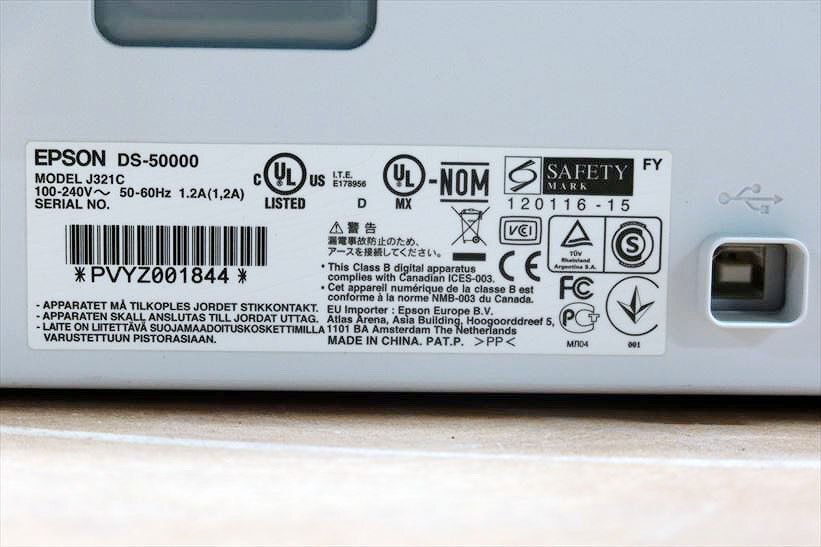 EPSON DS-50000
MODEL J321C
100-240V～ 50-60Hz 1.2A(1,2A)
SERIAL NO.
*PVYZ001844*
C UL US
LISTED
I.T.E.
E178956
D
UL
MX
-NOM
S SAFETY
MARK
FY
120116-15
警告
漏電事故防止のため、
アースを接続してください。
VCI
TÜV
Rheinland
Argentina S.A.
S
• This Class B digital apparatus
complies with Canadian ICES-003.
• Cet appareil numérique de la classe B est
conforme à la norme NMB-003 du Canada.
CE
FC
PC
МЛ04
001
- APPARATET MÅ TILKOPLES JORDET STIKKONTAKT.
- APPARATEN SKALL ANSLUTAS TILL JORDAT UTTAG.
- LAITE ON LIITETTÄVÄ SUOJAMAADOITUSKOSKETTIMILLA
VARUSTETTUUN PISTORASIAAN.
EU Importer : Epson Europe B.V.
Atlas Arena, Asia Building, Hoogoorddreef 5,
1101 BA Amsterdam The Netherlands
MADE IN CHINA. PAT.P. >PP<